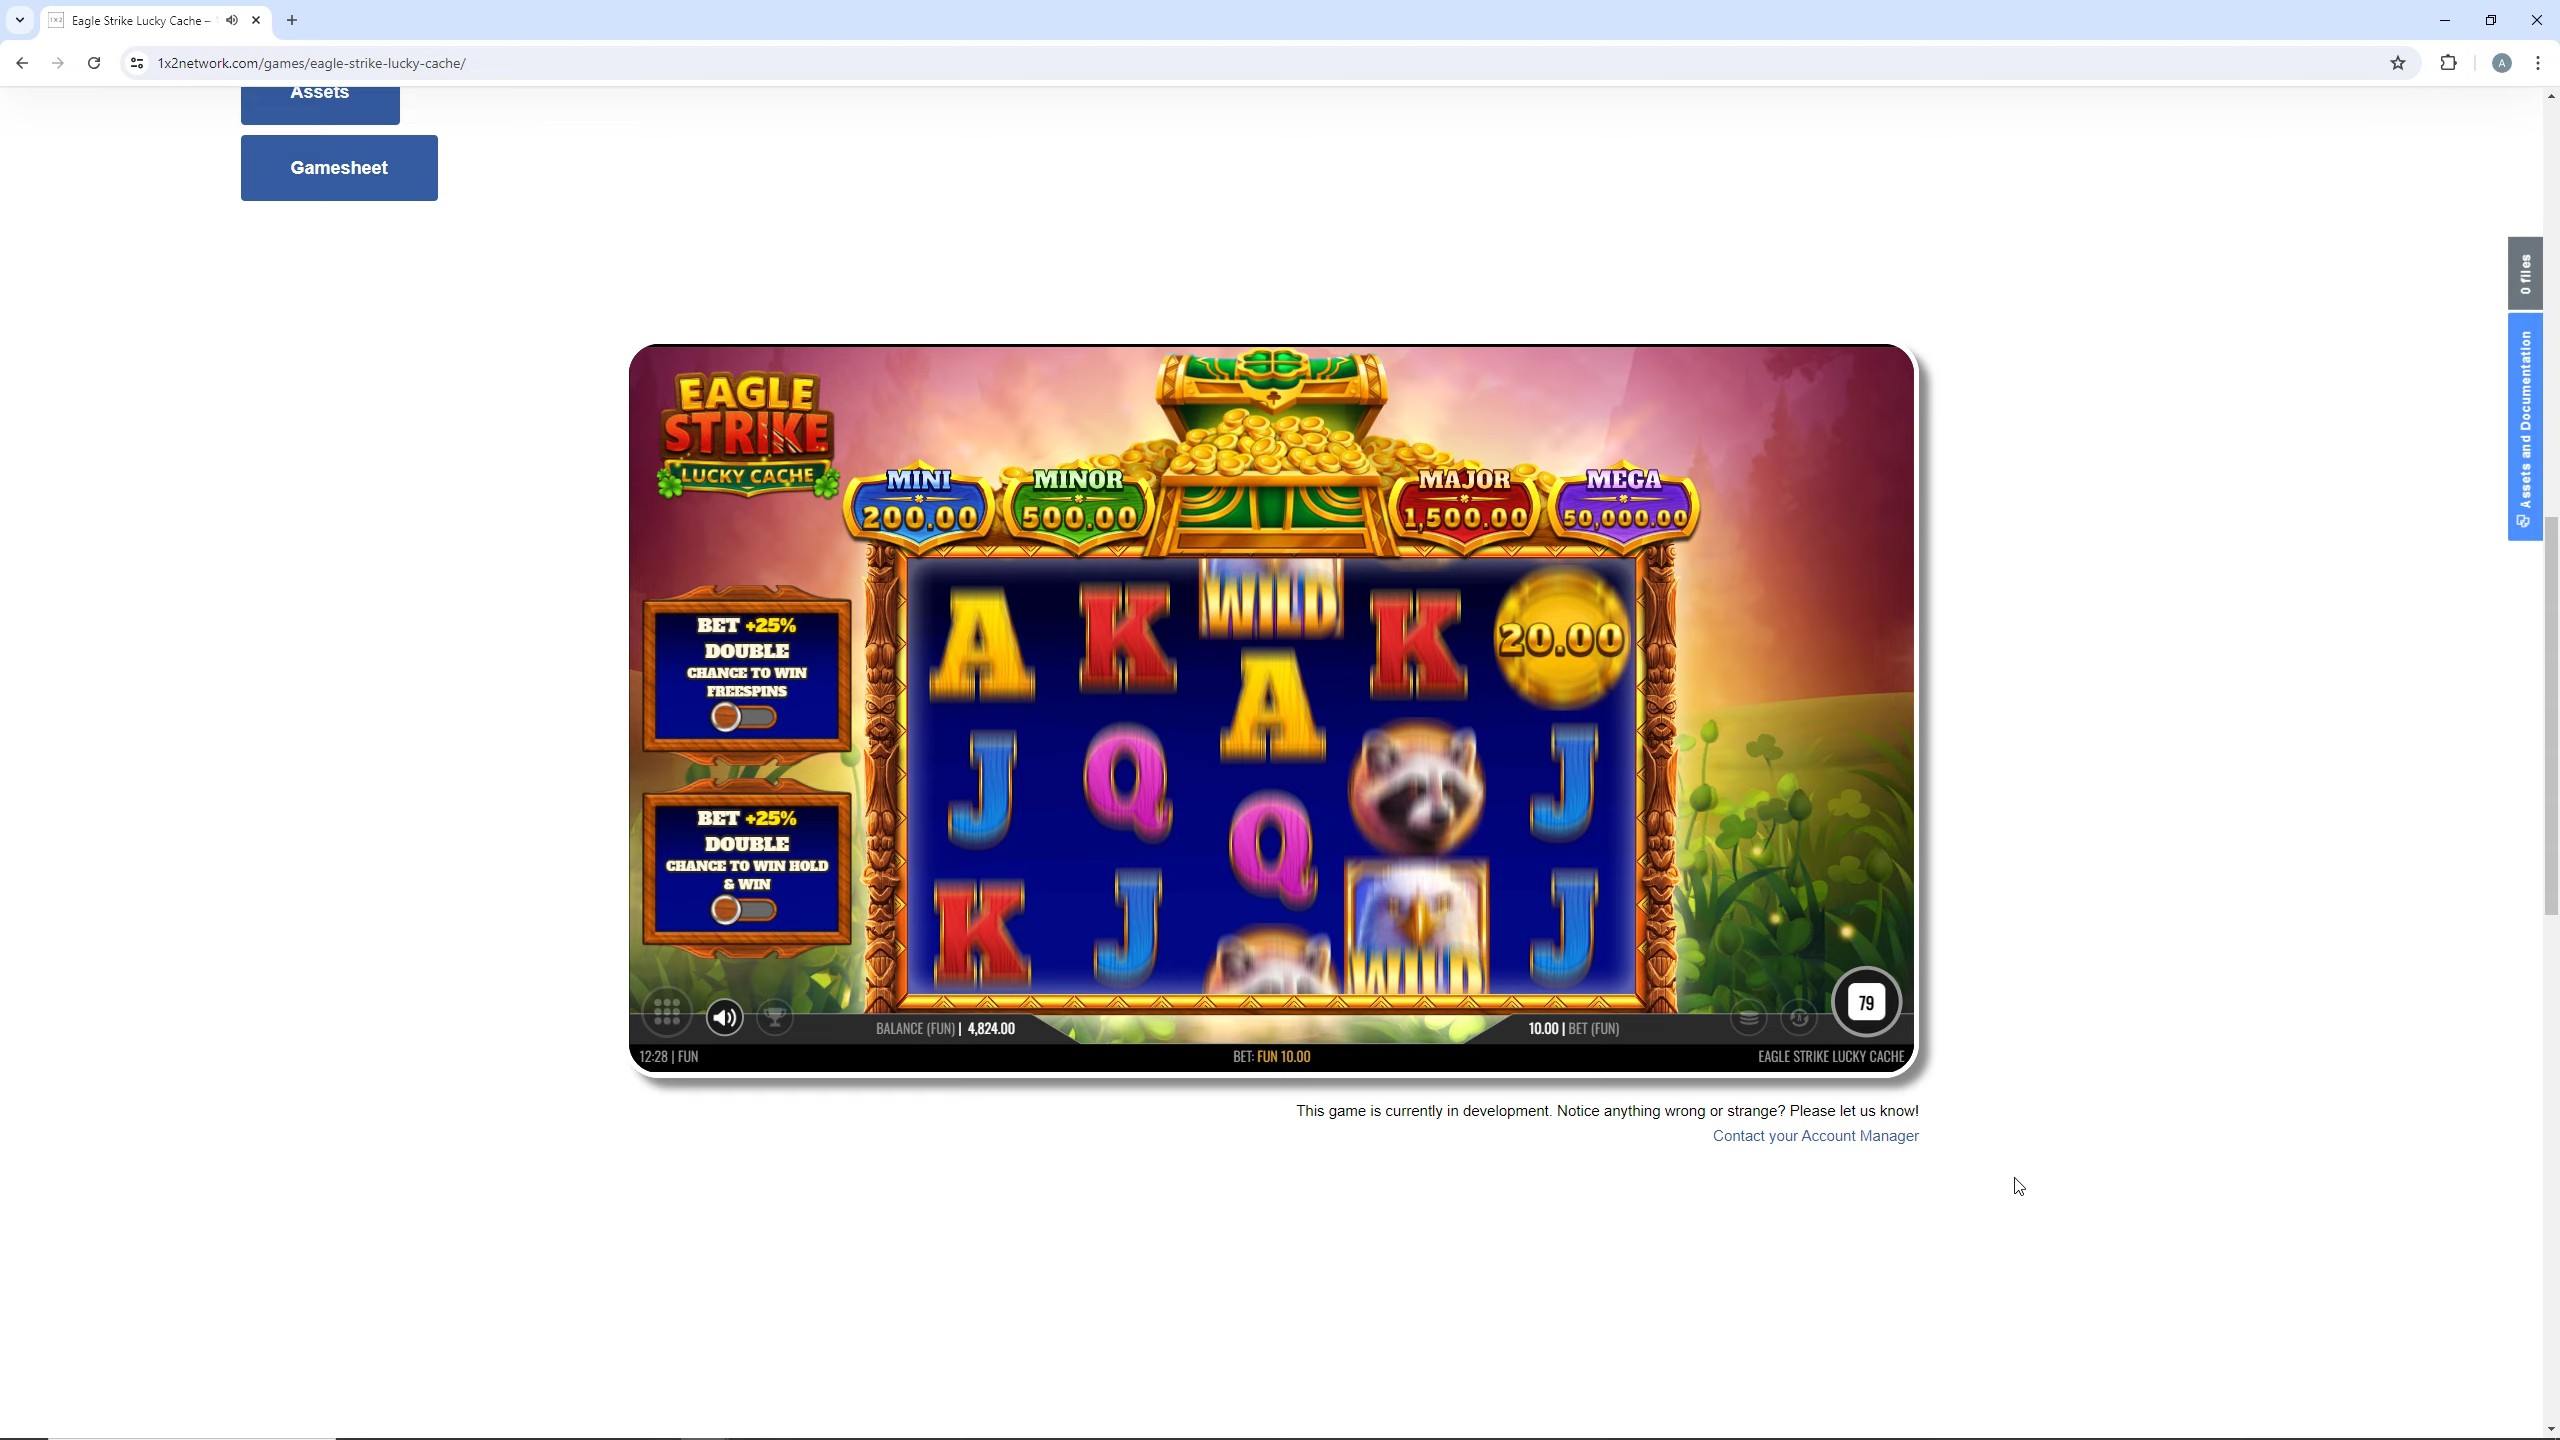 Eagle Strike Lucky Cache –
1x2network.com/games/eagle-strike-lucky-cache/
A
Assets
Gamesheet
0 files
Assets and Documentation
EAGLE
STRIKE
LUCKY CACHE
MINI
200.00
MINOR
500.00
MAJOR
1,500.00
MEGA
50,000.00
BET +25%
DOUBLE
CHANCE TO WIN
FREESPINS
BET +25%
DOUBLE
CHANCE TO WIN HOLD
& WIN
A K WILD K 20.00
A
J Q J
Q
K J WILD J
79
BALANCE (FUN) | 4,824.00
10.00 | BET (FUN)
12:28 | FUN
BET: FUN 10.00
EAGLE STRIKE LUCKY CACHE
This game is currently in development. Notice anything wrong or strange? Please let us know!
Contact your Account Manager